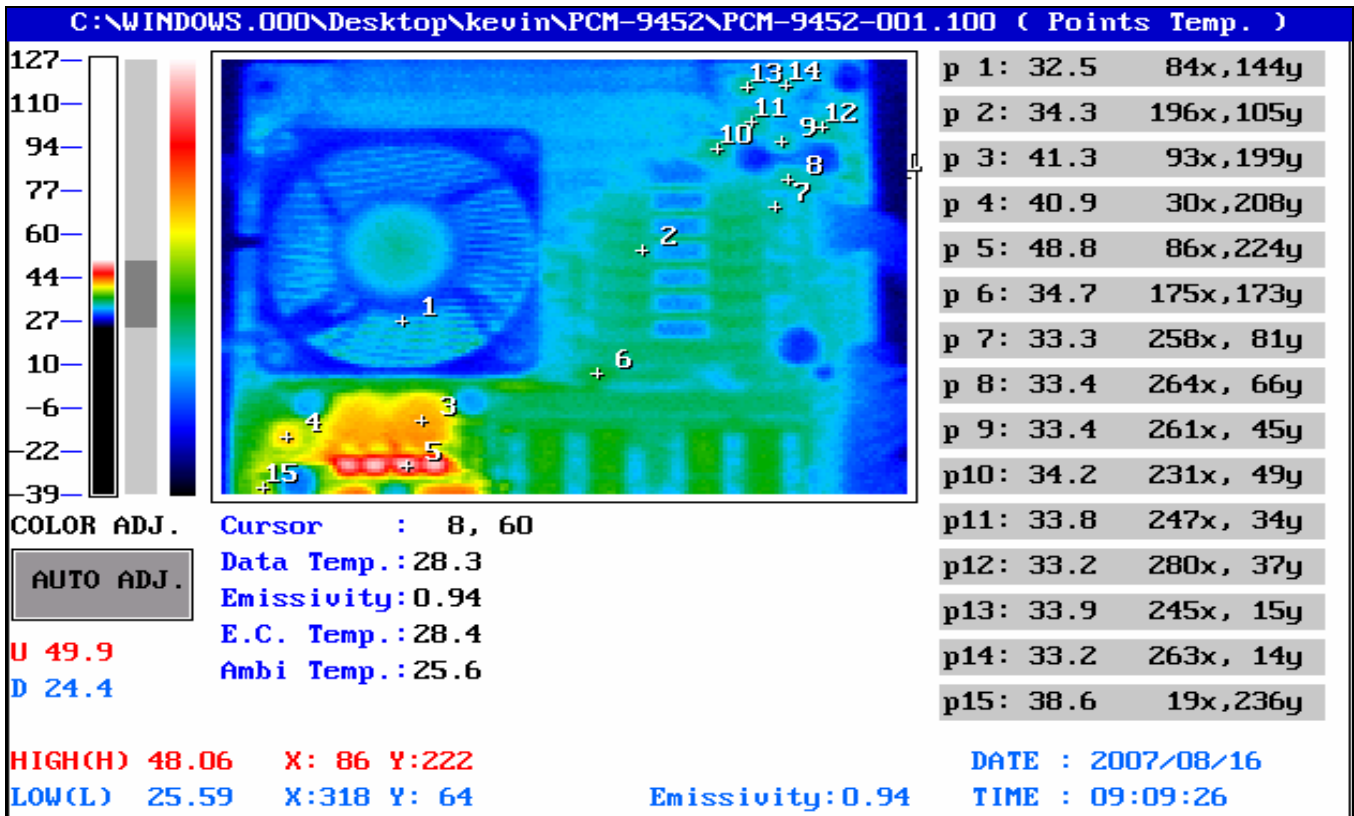 C:\WINDOWS.000\Desktop\kevin\PCM-9452\PCM-9452-001.100 ( Points Temp. )
127
110
94
77
60
44
27
10
-6
-22
-39
13 14
11 12
10 9
8
7
2
1
6
3
4
5
15
L
p 1: 32.5 84x,144y
p 2: 34.3 196x,105y
p 3: 41.3 93x,199y
p 4: 40.9 30x,208y
p 5: 48.8 86x,224y
p 6: 34.7 175x,173y
p 7: 33.3 258x, 81y
p 8: 33.4 264x, 66y
p 9: 33.4 261x, 45y
p10: 34.2 231x, 49y
p11: 33.8 247x, 34y
p12: 33.2 280x, 37y
p13: 33.9 245x, 15y
p14: 33.2 263x, 14y
p15: 38.6 19x,236y
COLOR ADJ.
AUTO ADJ.
U 49.9
D 24.4
Cursor : 8, 60
Data Temp.:28.3
Emissivity:0.94
E.C. Temp.:28.4
Ambi Temp.:25.6
HIGH(H) 48.06 X: 86 Y:222
LOW(L) 25.59 X:318 Y: 64
Emissivity:0.94
DATE : 2007/08/16
TIME : 09:09:26